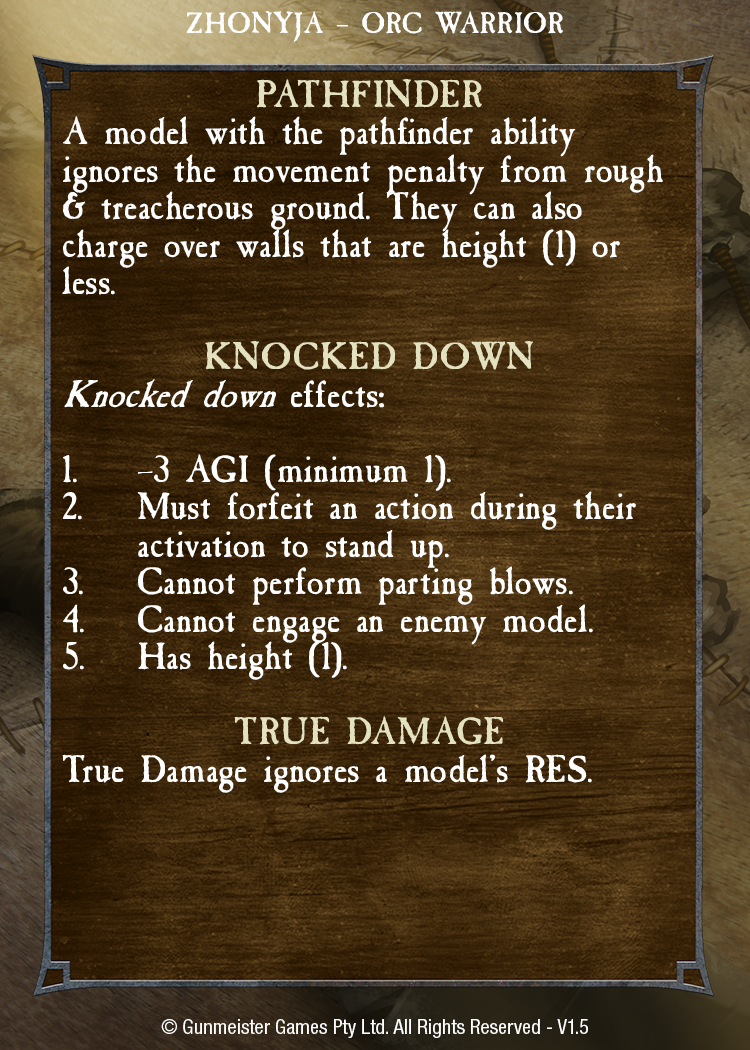 ZHONYJA – ORC WARRIOR
PATHFINDER
A model with the pathfinder ability
ignores the movement penalty from rough
& treacherous ground. They can also
charge over walls that are height (1) or
less.
KNOCKED DOWN
Knocked down effects:
1. -3 AGI (minimum 1).
2. Must forfeit an action during their
activation to stand up.
3. Cannot perform parting blows.
4. Cannot engage an enemy model.
5. Has height (1).
TRUE DAMAGE
True Damage ignores a model's RES.
© Gunmeister Games Pty Ltd. All Rights Reserved - V1.5